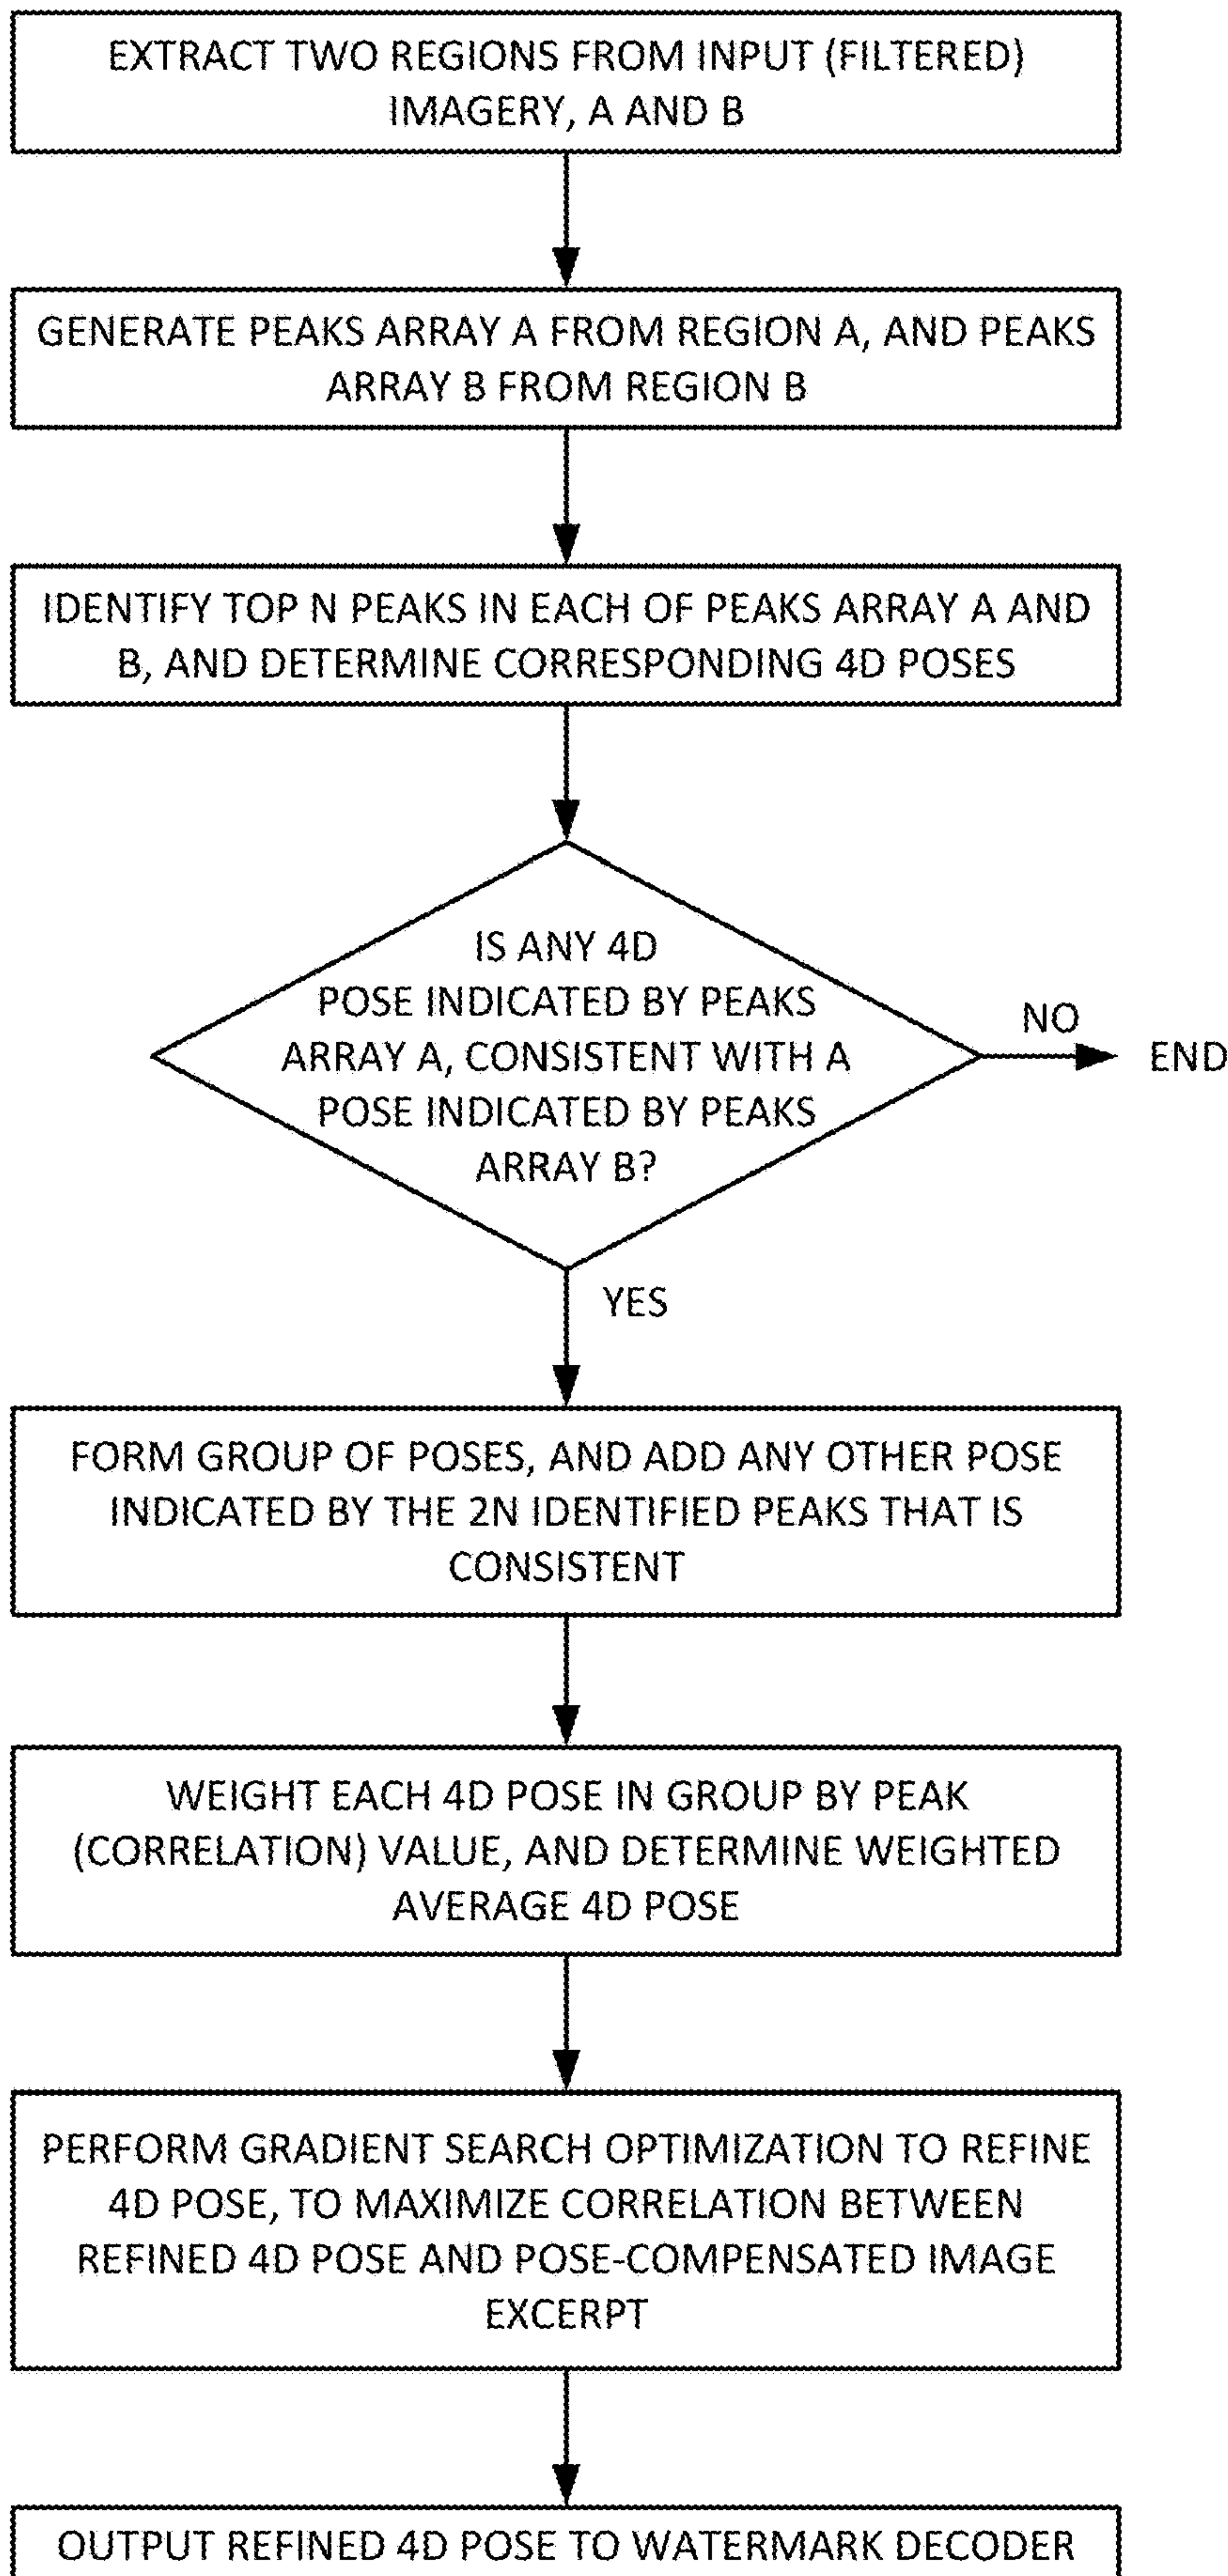 EXTRACT TWO REGIONS FROM INPUT (FILTERED)
IMAGERY, A AND B
GENERATE PEAKS ARRAY A FROM REGION A, AND PEAKS
ARRAY B FROM REGION B
IDENTIFY TOP N PEAKS IN EACH OF PEAKS ARRAY A AND
B, AND DETERMINE CORRESPONDING 4D POSES
IS ANY 4D
POSE INDICATED BY PEAKS
ARRAY A, CONSISTENT WITH A
POSE INDICATED BY PEAKS
ARRAY B?
NO
END
YES
FORM GROUP OF POSES, AND ADD ANY OTHER POSE
INDICATED BY THE 2N IDENTIFIED PEAKS THAT IS
CONSISTENT
WEIGHT EACH 4D POSE IN GROUP BY PEAK
(CORRELATION) VALUE, AND DETERMINE WEIGHTED
AVERAGE 4D POSE
PERFORM GRADIENT SEARCH OPTIMIZATION TO REFINE
4D POSE, TO MAXIMIZE CORRELATION BETWEEN
REFINED 4D POSE AND POSE-COMPENSATED IMAGE
EXCERPT
OUTPUT REFINED 4D POSE TO WATERMARK DECODER